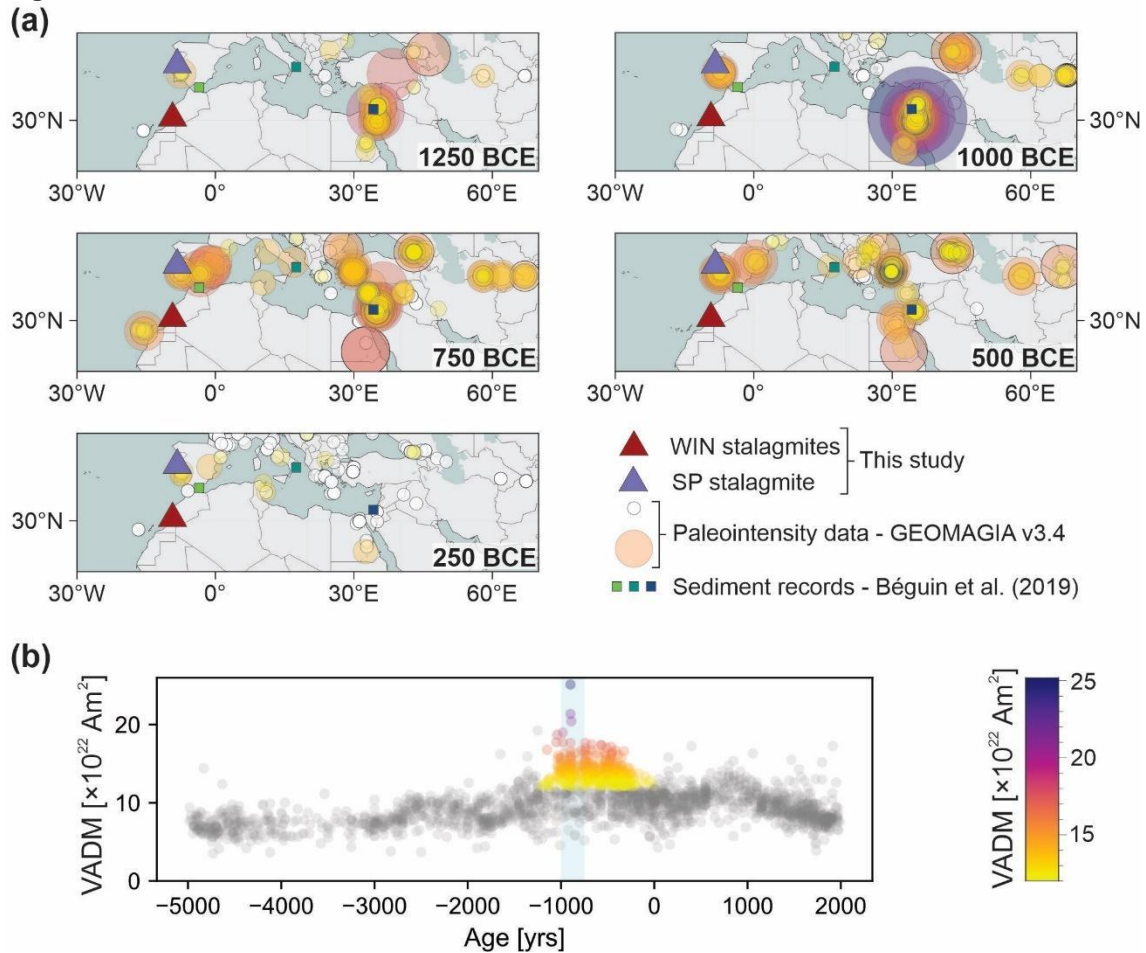 (a)
30°N
1250 BCE
30°W 0° 30°E 60°E
30°N
1000 BCE
30°W 0° 30°E 60°E
30°N
750 BCE
30°W 0° 30°E 60°E
30°N
500 BCE
30°W 0° 30°E 60°E
30°N
250 BCE
30°W 0° 30°E 60°E
WIN stalagmites
SP stalagmite
This study
Paleointensity data - GEOMAGIA v3.4
Sediment records - Béguin et al. (2019)
(b)
VADM [×10²² Am²]
20
10
0
−5000 −4000 −3000 −2000 −1000 0 1000 2000
Age [yrs]
VADM [×10²² Am²]
25
20
15